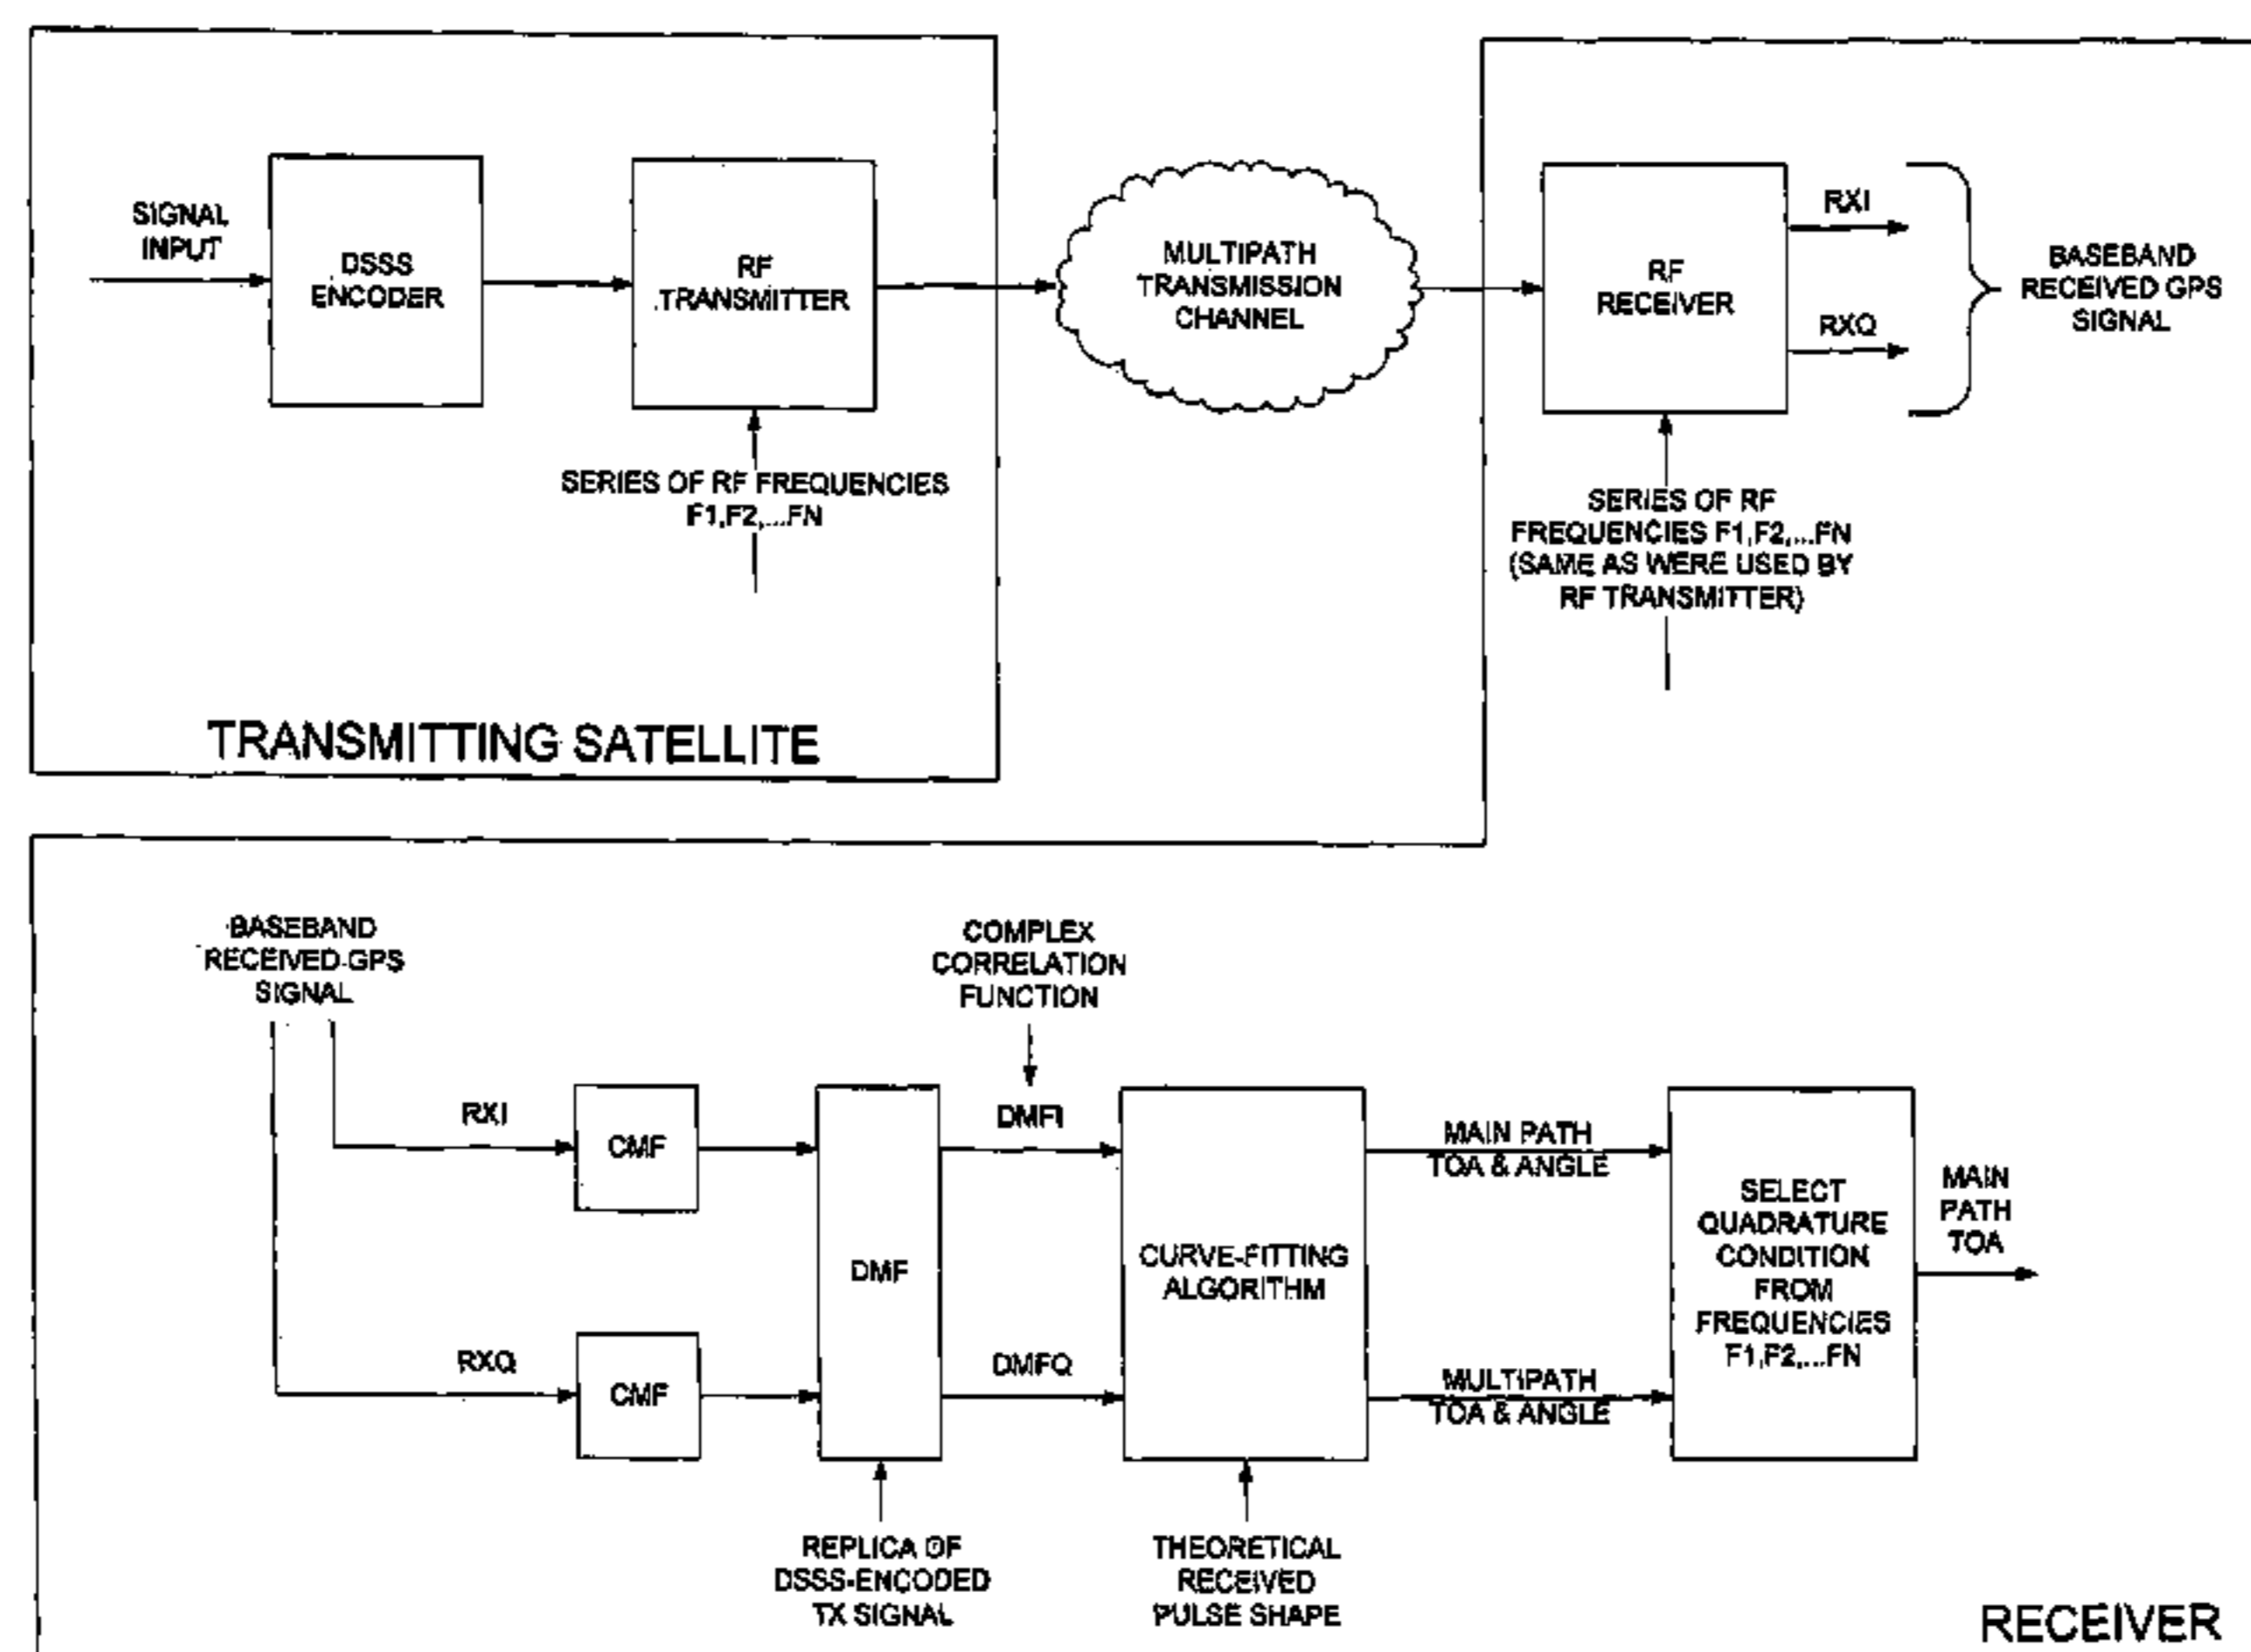 SIGNAL
INPUT
DSSS
ENCODER
RF
TRANSMITTER
SERIES OF RF FREQUENCIES
F1,F2,...FN
TRANSMITTING SATELLITE
MULTIPATH
TRANSMISSION
CHANNEL
RF
RECEIVER
RXI
RXQ
BASEBAND
RECEIVED GPS
SIGNAL
SERIES OF RF
FREQUENCIES F1,F2,...FN
(SAME AS WERE USED BY
RF TRANSMITTER)
BASEBAND
RECEIVED GPS
SIGNAL
RXI
CMF
RXQ
CMF
DMF
REPLICA OF
DSSS-ENCODED
TX SIGNAL
COMPLEX
CORRELATION
FUNCTION
DMFI
DMFQ
CURVE-FITTING
ALGORITHM
THEORETICAL
RECEIVED
PULSE SHAPE
MAIN PATH
TOA & ANGLE
MULTIPATH
TOA & ANGLE
SELECT
QUADRATURE
CONDITION
FROM
FREQUENCIES
F1,F2,...FN
MAIN
PATH
TOA
RECEIVER